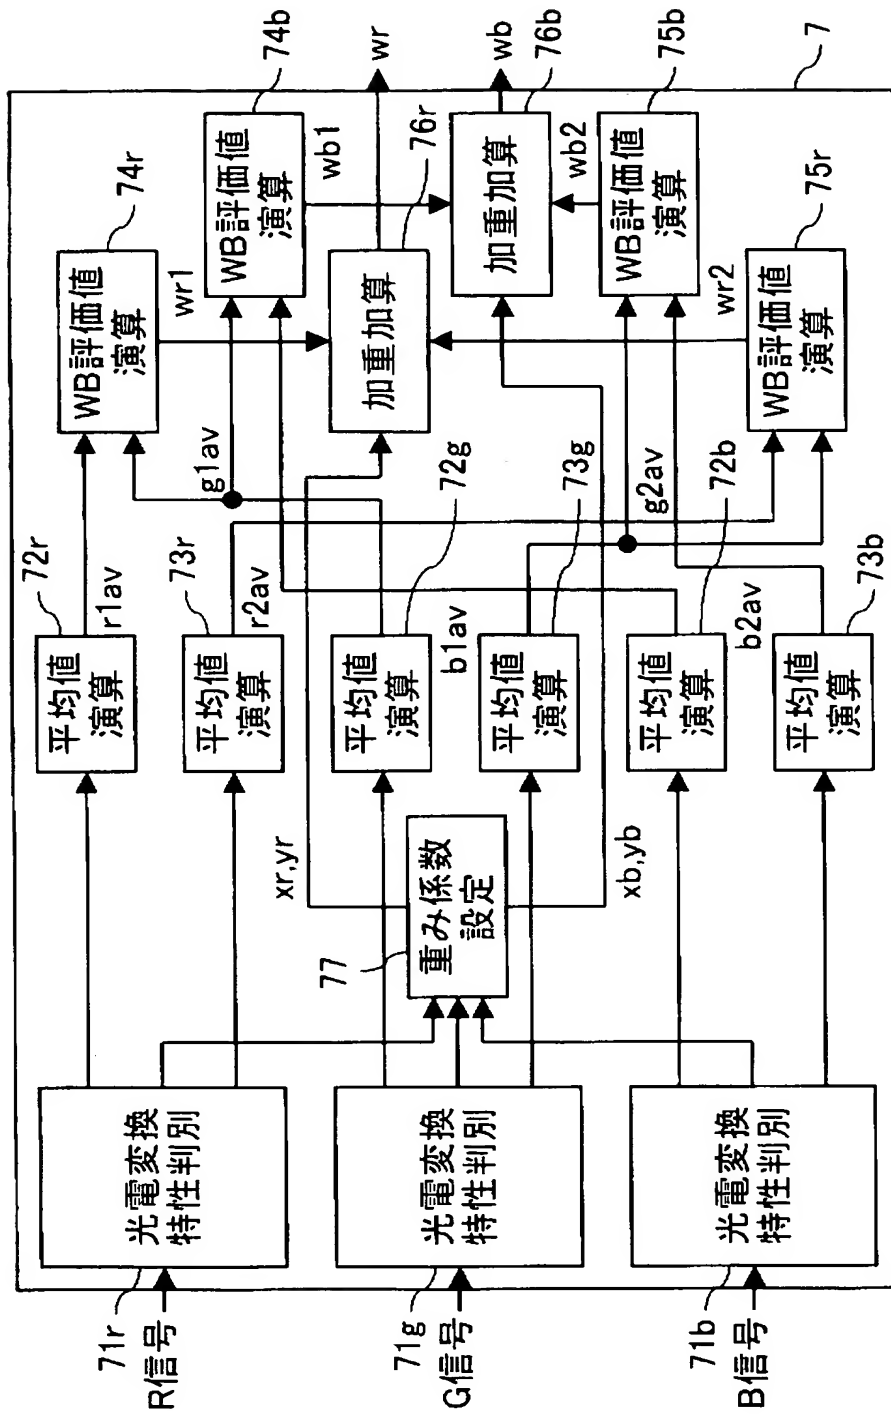 R信号
71r
光電変換
特性判別
G信号
71g
光電変換
特性判別
B信号
71b
光電変換
特性判別
77
重み係数
設定
xr,yr
xb,yb
平均値
演算
72r
r1av
平均値
演算
73r
r2av
平均値
演算
72g
b1av
平均値
演算
73g
平均値
演算
72b
b2av
平均値
演算
73b
g1av
g2av
WB評価値
演算
74r
wr1
WB評価値
演算
74b
wb1
加重加算
76r
wr
加重加算
76b
wb
WB評価値
演算
75b
wb2
WB評価値
演算
75r
wr2
7